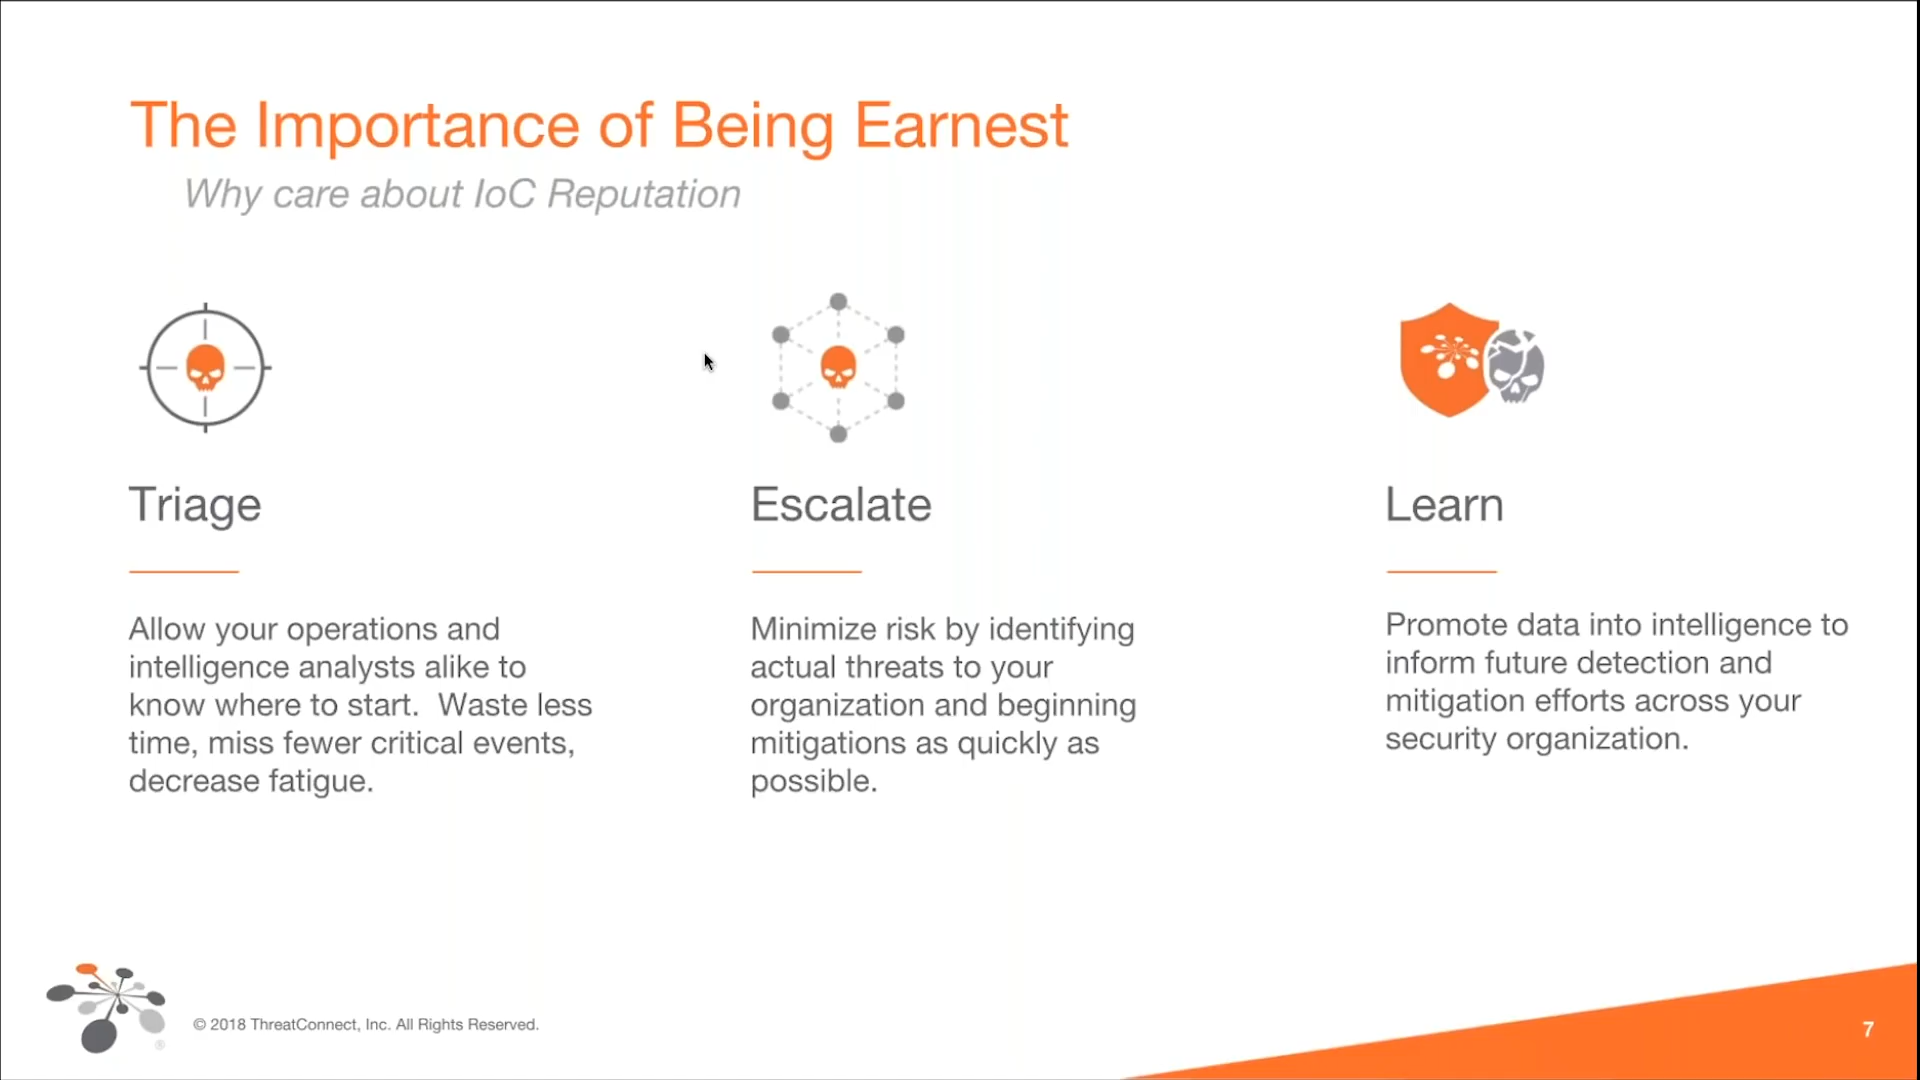 The Importance of Being Earnest
Why care about IoC Reputation
Triage
Allow your operations and
intelligence analysts alike to
know where to start.  Waste less
time, miss fewer critical events,
decrease fatigue.
Escalate
Minimize risk by identifying
actual threats to your
organization and beginning
mitigations as quickly as
possible.
Learn
Promote data into intelligence to
inform future detection and
mitigation efforts across your
security organization.
®
© 2018 ThreatConnect, Inc. All Rights Reserved.
7